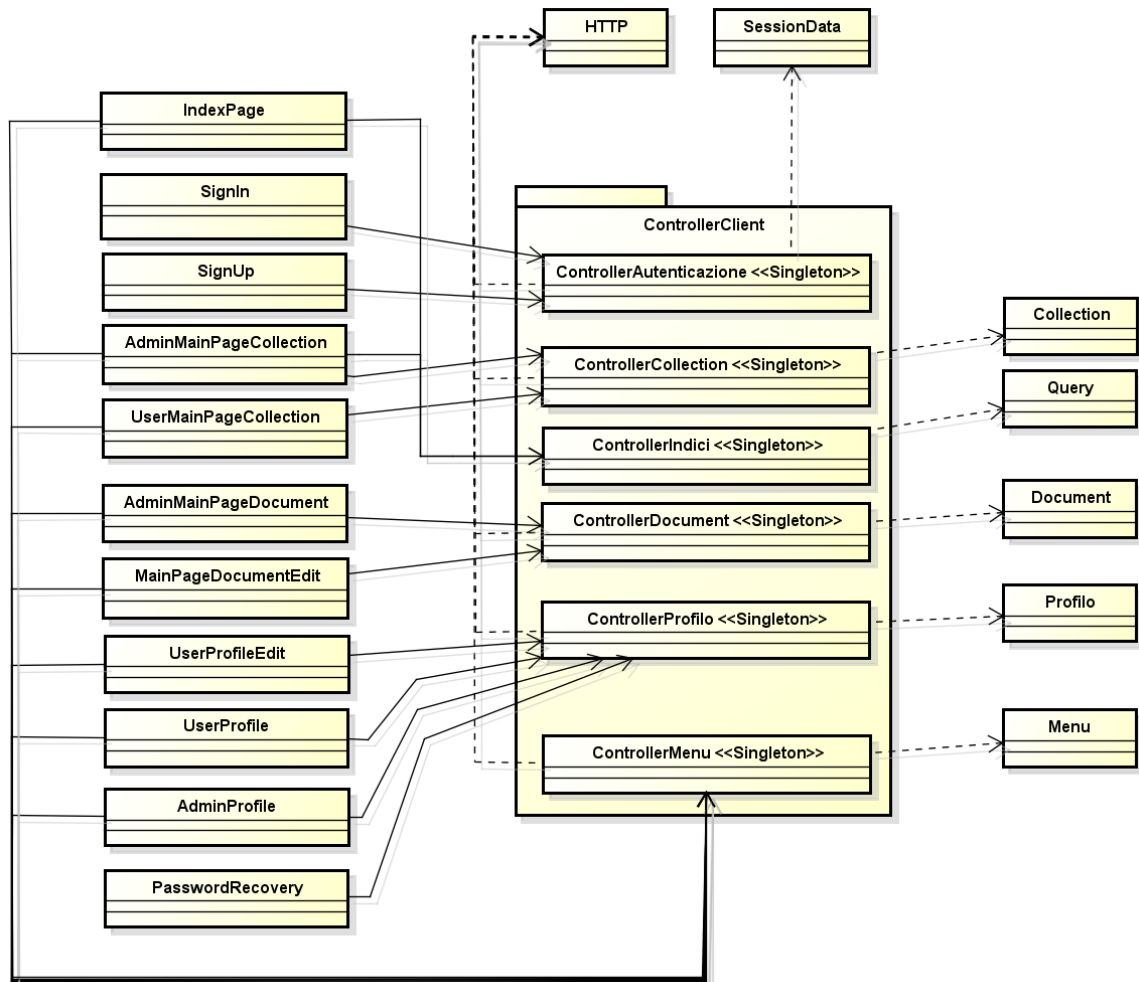 HTTP
SessionData
IndexPage
SignIn
SignUp
AdminMainPageCollection
UserMainPageCollection
AdminMainPageDocument
MainPageDocumentEdit
UserProfileEdit
UserProfile
AdminProfile
PasswordRecovery
ControllerClient
ControllerAutenticazione <<Singleton>>
ControllerCollection <<Singleton>>
ControllerIndici <<Singleton>>
ControllerDocument <<Singleton>>
ControllerProfilo <<Singleton>>
ControllerMenu <<Singleton>>
Collection
Query
Document
Profilo
Menu